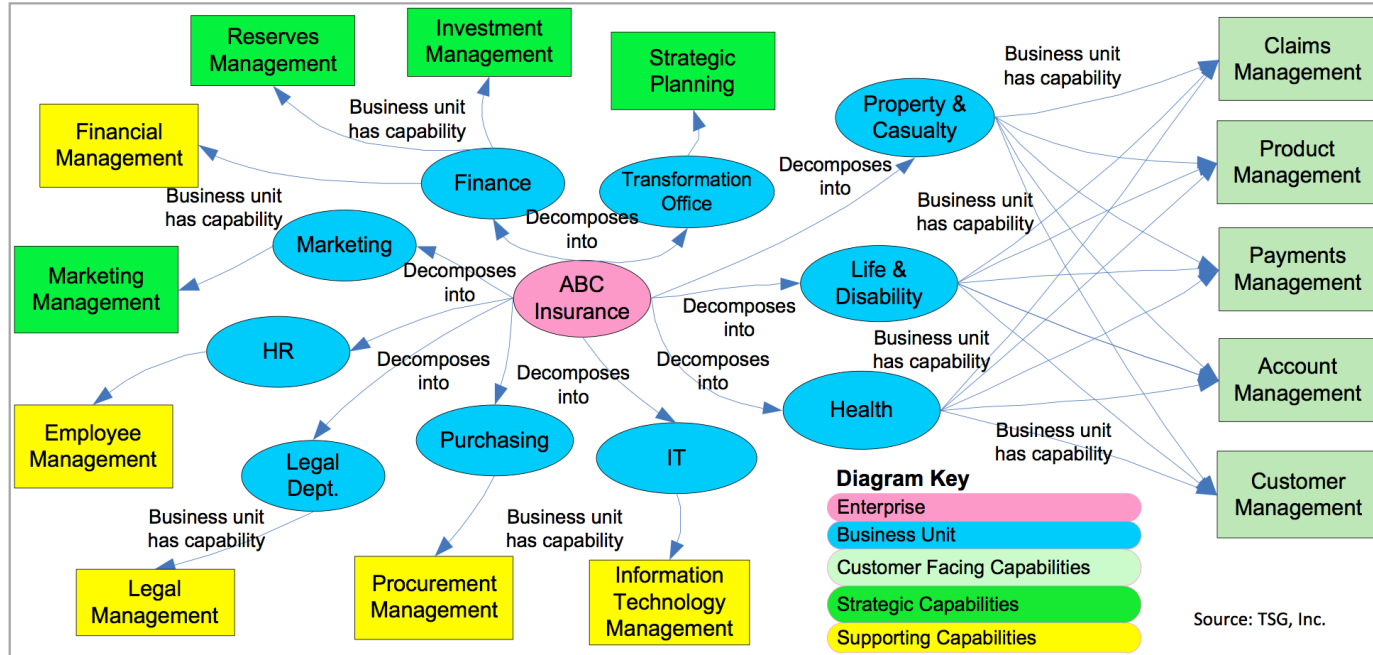 Reserves
Management
Investment
Management
Strategic
Planning
Business unit
has capability
Claims
Management
Business unit
has capability
Financial
Management
Property &
Casualty
Product
Management
Finance
Transformation
Office
Decomposes
into
Business unit
has capability
Business unit
has capability
Decomposes
into
Marketing
Marketing
Management
Decomposes
into
ABC
Insurance
Life &
Disability
Payments
Management
Decomposes
into
HR
Decomposes
into
Decomposes
into
Decomposes
into
Business unit
has capability
Account
Management
Employee
Management
Purchasing
Health
Legal
Dept.
IT
Business unit
has capability
Customer
Management
Diagram Key
Enterprise
Business Unit
Customer Facing Capabilities
Strategic Capabilities
Supporting Capabilities
Business unit
has capability
Business unit
has capability
Legal
Management
Procurement
Management
Information
Technology
Management
Source: TSG, Inc.